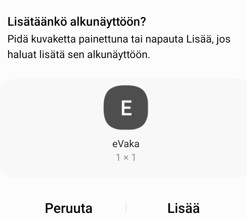 Lisätäänkö alkunäyttöön?
Pidä kuvaketta painettuna tai napauta Lisää, jos
haluat lisätä sen alkunäyttöön.
E
eVaka
1 × 1
Peruuta
Lisää